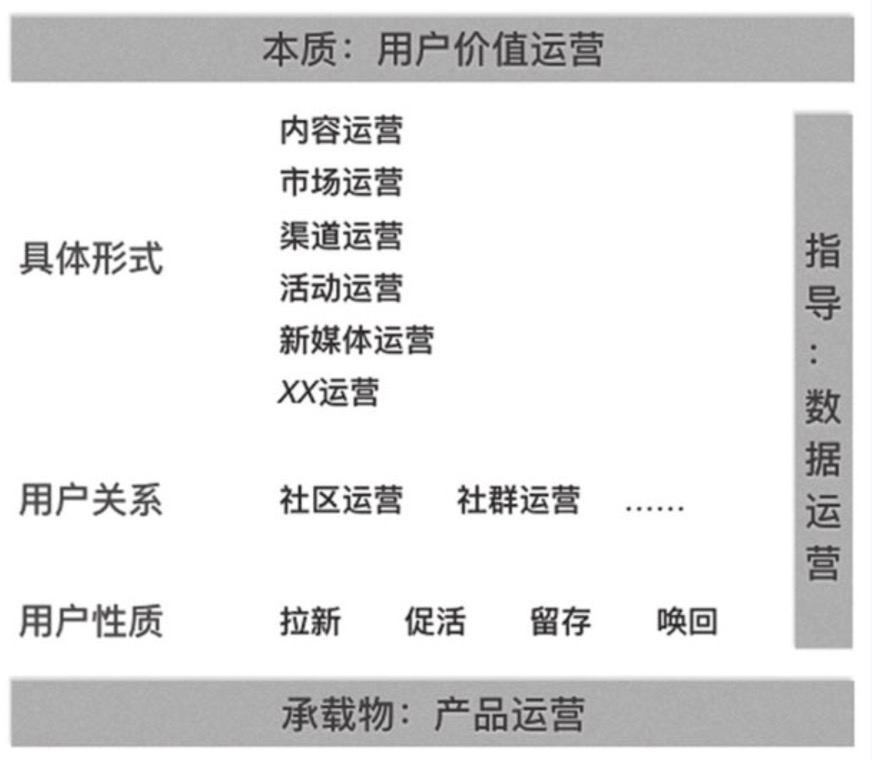 本质：用户价值运营
内容运营
市场运营
渠道运营
具体形式
活动运营
新媒体运营
XX运营
用户关系 社区运营 社群运营 ……
用户性质 拉新 促活 留存 唤回
指导：数据运营
承载物：产品运营